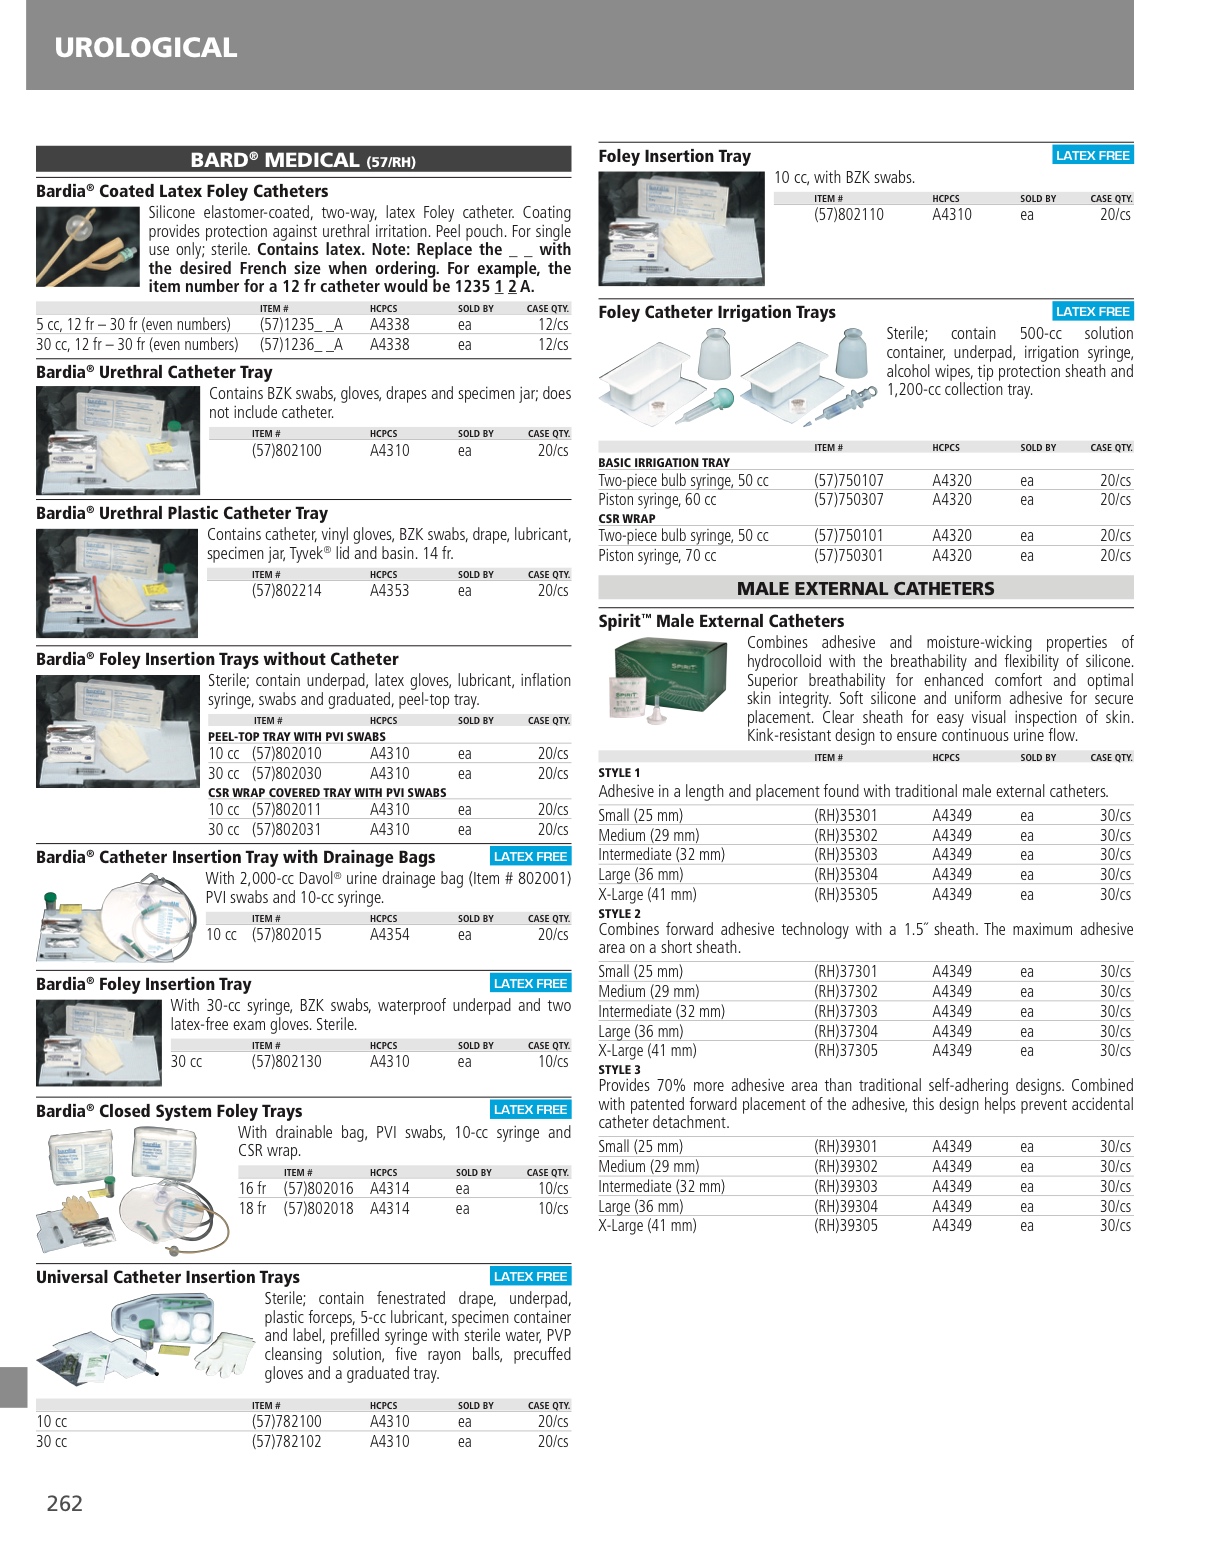 UROLOGICAL
BARD® MEDICAL (57/RH)
Bardia® Coated Latex Foley Catheters
Silicone elastomer-coated, two-way, latex Foley catheter. Coating
provides protection against urethral irritation. Peel pouch. For single
use only; sterile. Contains latex. Note: Replace the _ _ with
the desired French size when ordering. For example, the
item number for a 12 fr catheter would be 1235 1 2 A.
ITEM # HCPCS SOLD BY CASE QTY.
5 cc, 12 fr – 30 fr (even numbers) (57)1235_ _A A4338 ea 12/cs
30 cc, 12 fr – 30 fr (even numbers) (57)1236_ _A A4338 ea 12/cs
Bardia® Urethral Catheter Tray
Contains BZK swabs, gloves, drapes and specimen jar; does
not include catheter.
ITEM # HCPCS SOLD BY CASE QTY.
(57)802100 A4310 ea 20/cs
Bardia® Urethral Plastic Catheter Tray
Contains catheter, vinyl gloves, BZK swabs, drape, lubricant,
specimen jar, Tyvek® lid and basin. 14 fr.
ITEM # HCPCS SOLD BY CASE QTY.
(57)802214 A4353 ea 20/cs
Bardia® Foley Insertion Trays without Catheter
Sterile; contain underpad, latex gloves, lubricant, inflation
syringe, swabs and graduated, peel-top tray.
ITEM # HCPCS SOLD BY CASE QTY.
PEEL-TOP TRAY WITH PVI SWABS
10 cc (57)802010 A4310 ea 20/cs
30 cc (57)802030 A4310 ea 20/cs
CSR WRAP COVERED TRAY WITH PVI SWABS
10 cc (57)802011 A4310 ea 20/cs
30 cc (57)802031 A4310 ea 20/cs
Bardia® Catheter Insertion Tray with Drainage Bags LATEX FREE
With 2,000-cc Davol® urine drainage bag (Item # 802001)
PVI swabs and 10-cc syringe.
ITEM # HCPCS SOLD BY CASE QTY.
10 cc (57)802015 A4354 ea 20/cs
Bardia® Foley Insertion Tray LATEX FREE
With 30-cc syringe, BZK swabs, waterproof underpad and two
latex-free exam gloves. Sterile.
ITEM # HCPCS SOLD BY CASE QTY.
30 cc (57)802130 A4310 ea 10/cs
Bardia® Closed System Foley Trays LATEX FREE
With drainable bag, PVI swabs, 10-cc syringe and
CSR wrap.
ITEM # HCPCS SOLD BY CASE QTY.
16 fr (57)802016 A4314 ea 10/cs
18 fr (57)802018 A4314 ea 10/cs
Universal Catheter Insertion Trays LATEX FREE
Sterile; contain fenestrated drape, underpad,
plastic forceps, 5-cc lubricant, specimen container
and label, prefilled syringe with sterile water, PVP
cleansing solution, five rayon balls, precuffed
gloves and a graduated tray.
ITEM # HCPCS SOLD BY CASE QTY.
10 cc (57)782100 A4310 ea 20/cs
30 cc (57)782102 A4310 ea 20/cs
262
Foley Insertion Tray LATEX FREE
10 cc, with BZK swabs.
ITEM # HCPCS SOLD BY CASE QTY.
(57)802110 A4310 ea 20/cs
Foley Catheter Irrigation Trays LATEX FREE
Sterile; contain 500-cc solution
container, underpad, irrigation syringe,
alcohol wipes, tip protection sheath and
1,200-cc collection tray.
ITEM # HCPCS SOLD BY CASE QTY.
BASIC IRRIGATION TRAY
Two-piece bulb syringe, 50 cc (57)750107 A4320 ea 20/cs
Piston syringe, 60 cc (57)750307 A4320 ea 20/cs
CSR WRAP
Two-piece bulb syringe, 50 cc (57)750101 A4320 ea 20/cs
Piston syringe, 70 cc (57)750301 A4320 ea 20/cs
MALE EXTERNAL CATHETERS
Spirit™ Male External Catheters
SPIRIT
SPIRIT
Combines adhesive and moisture-wicking properties of
hydrocolloid with the breathability and flexibility of silicone.
Superior breathability for enhanced comfort and optimal
skin integrity. Soft silicone and uniform adhesive for secure
placement. Clear sheath for easy visual inspection of skin.
Kink-resistant design to ensure continuous urine flow.
ITEM # HCPCS SOLD BY CASE QTY.
STYLE 1
Adhesive in a length and placement found with traditional male external catheters.
Small (25 mm) (RH)35301 A4349 ea 30/cs
Medium (29 mm) (RH)35302 A4349 ea 30/cs
Intermediate (32 mm) (RH)35303 A4349 ea 30/cs
Large (36 mm) (RH)35304 A4349 ea 30/cs
X-Large (41 mm) (RH)35305 A4349 ea 30/cs
STYLE 2
Combines forward adhesive technology with a 1.5˝ sheath. The maximum adhesive
area on a short sheath.
Small (25 mm) (RH)37301 A4349 ea 30/cs
Medium (29 mm) (RH)37302 A4349 ea 30/cs
Intermediate (32 mm) (RH)37303 A4349 ea 30/cs
Large (36 mm) (RH)37304 A4349 ea 30/cs
X-Large (41 mm) (RH)37305 A4349 ea 30/cs
STYLE 3
Provides 70% more adhesive area than traditional self-adhering designs. Combined
with patented forward placement of the adhesive, this design helps prevent accidental
catheter detachment.
Small (25 mm) (RH)39301 A4349 ea 30/cs
Medium (29 mm) (RH)39302 A4349 ea 30/cs
Intermediate (32 mm) (RH)39303 A4349 ea 30/cs
Large (36 mm) (RH)39304 A4349 ea 30/cs
X-Large (41 mm) (RH)39305 A4349 ea 30/cs